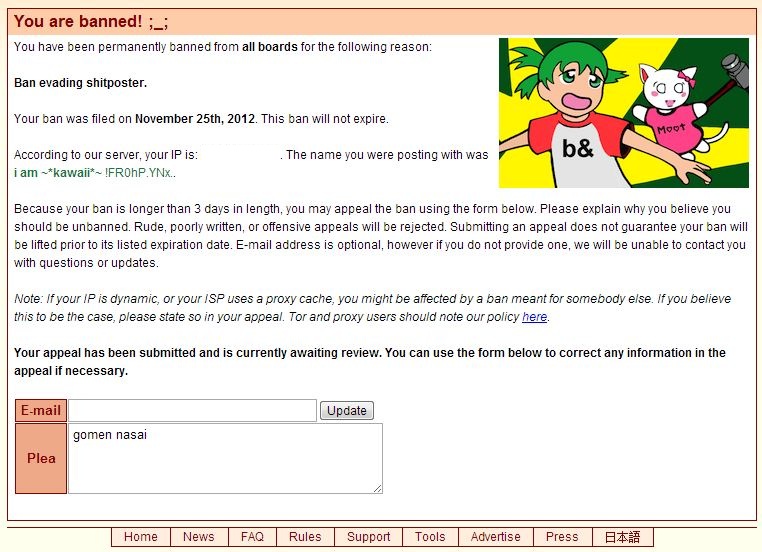 You are banned! ;_;
You have been permanently banned from all boards for the following reason:
Ban evading shitposter.
Your ban was filed on November 25th, 2012. This ban will not expire.
According to our server, your IP is: . The name you were posting with was
i am ~*kawaii*~ !FR0hP.YNx..
Because your ban is longer than 3 days in length, you may appeal the ban using the form below. Please explain why you believe you
should be unbanned. Rude, poorly written, or offensive appeals will be rejected. Submitting an appeal does not guarantee your ban will
be lifted prior to its listed expiration date. E-mail address is optional, however if you do not provide one, we will be unable to contact you
with questions or updates.
Note: If your IP is dynamic, or your ISP uses a proxy cache, you might be affected by a ban meant for somebody else. If you believe
this to be the case, please state so in your appeal. Tor and proxy users should note our policy here.
Your appeal has been submitted and is currently awaiting review. You can use the form below to correct any information in the
appeal if necessary.
E-mail Update
Plea gomen nasai
b&
Moot
Home News FAQ Rules Support Tools Advertise Press 日本語